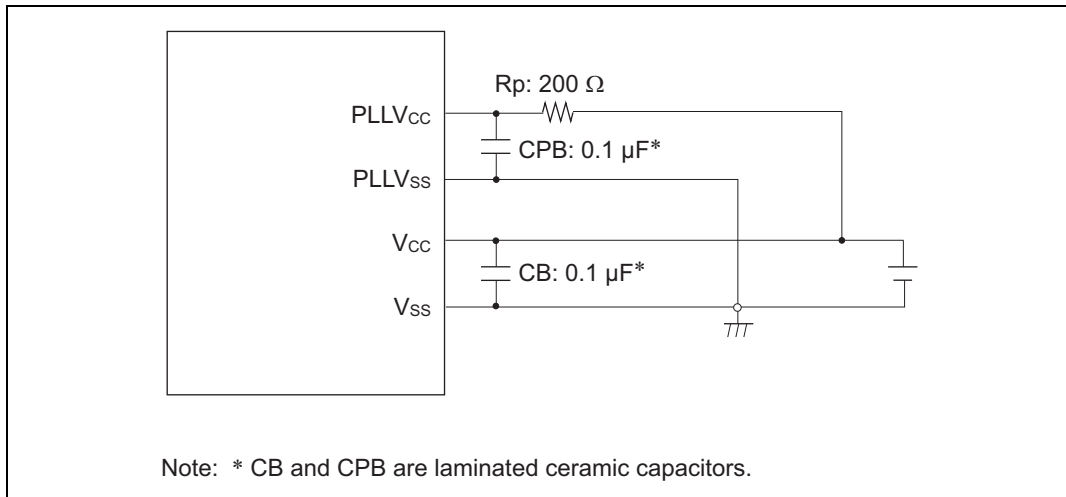 Rp: 200 Ω
PLLVCC
CPB: 0.1 µF*
PLLVSS
VCC
CB: 0.1 µF*
VSS
Note: * CB and CPB are laminated ceramic capacitors.